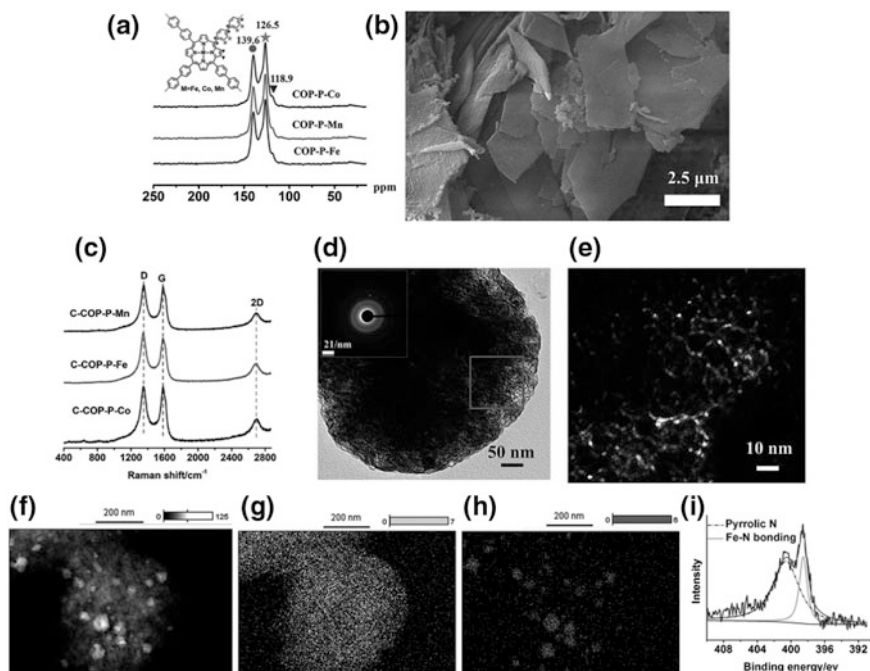 (a)
126.5
139.6
118.9
M=Fe, Co, Mn
COP-P-Co
COP-P-Mn
COP-P-Fe
250 200 150 100 50 ppm
(b)
2.5 μm
(c)
D G
2D
C-COP-P-Mn
C-COP-P-Fe
C-COP-P-Co
400 800 1200 1600 2000 2400 2800
Raman shift/cm⁻¹
(d)
21/nm
50 nm
(e)
10 nm
(f)
200 nm
0 125
(g)
200 nm
0 7
(h)
200 nm
0 6
(i)
Pyrrolic N
Fe-N bonding
Intensity
408 404 400 396 392
Binding energy/ev